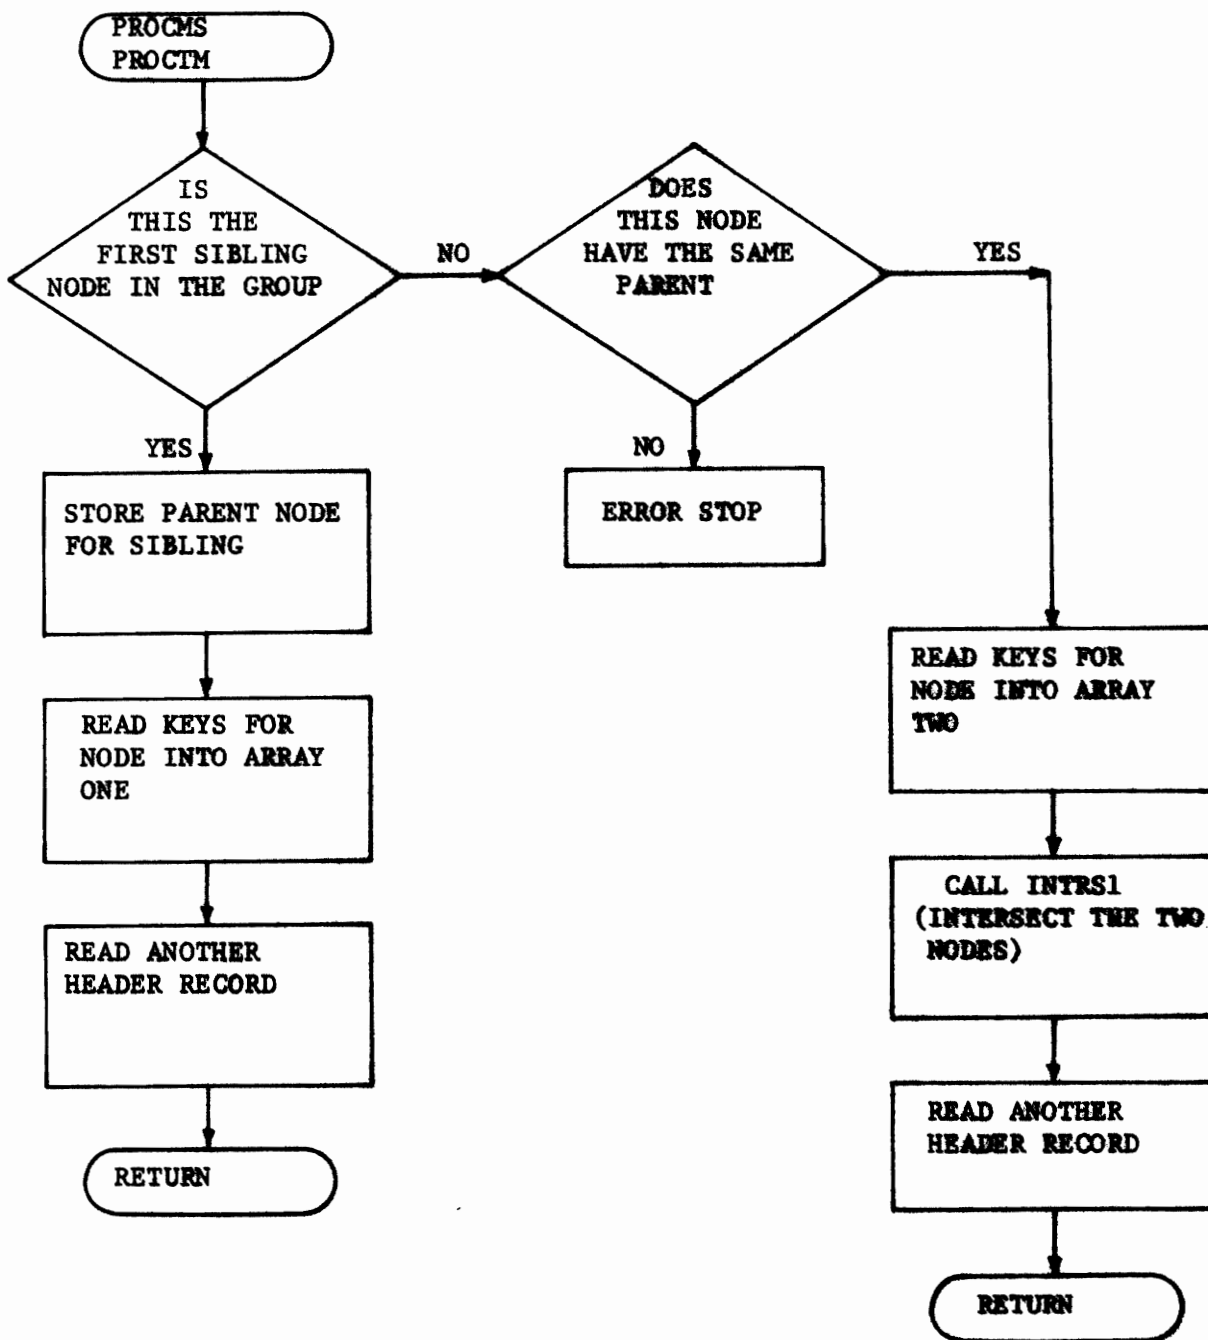 PROCMS
PROCTM
IS
THIS THE
FIRST SIBLING
NODE IN THE GROUP
NO
DOES
THIS NODE
HAVE THE SAME
PARENT
YES
YES
STORE PARENT NODE
FOR SIBLING
NO
ERROR STOP
READ KEYS FOR
NODE INTO ARRAY
ONE
READ KEYS FOR
NODE INTO ARRAY
TWO
READ ANOTHER
HEADER RECORD
CALL INTRS1
(INTERSECT THE TWO
NODES)
RETURN
READ ANOTHER
HEADER RECORD
RETURN